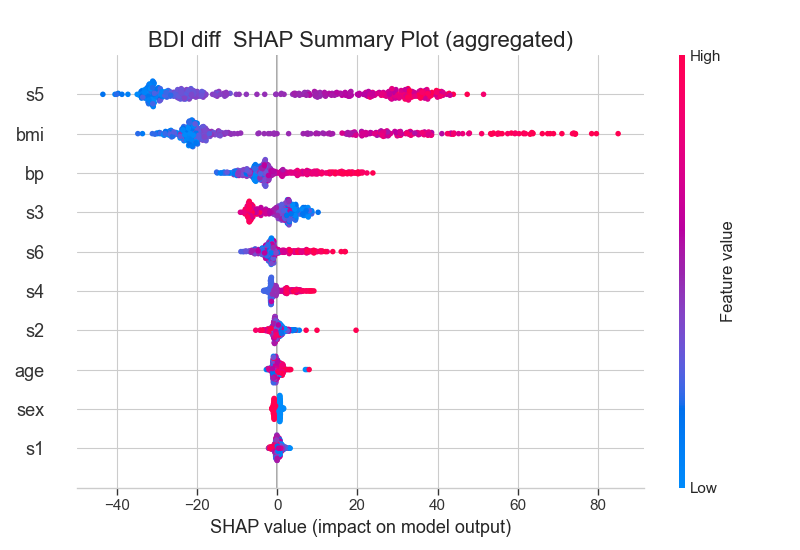 BDI diff  SHAP Summary Plot (aggregated)
High
s5
bmi
bp
s3
s6
s4
s2
age
sex
s1
Feature value
Low
−40
−20
0
20
40
60
80
SHAP value (impact on model output)